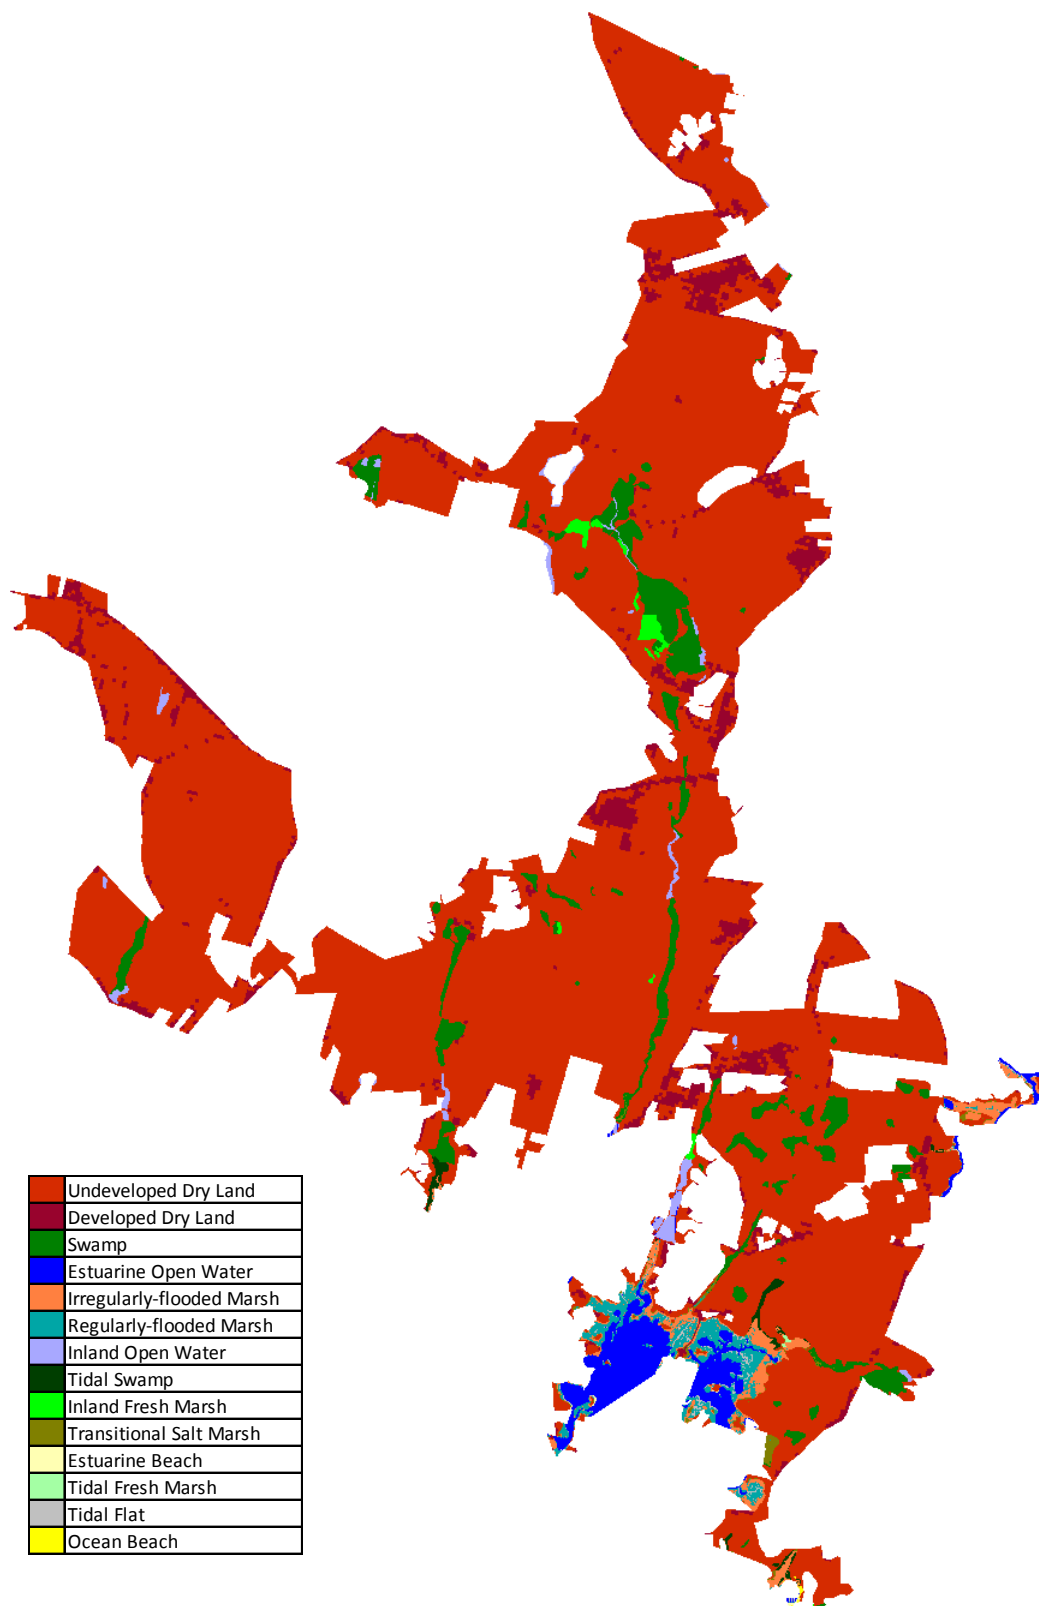 Undeveloped Dry Land
Developed Dry Land
Swamp
Estuarine Open Water
Irregularly-flooded Marsh
Regularly-flooded Marsh
Inland Open Water
Tidal Swamp
Inland Fresh Marsh
Transitional Salt Marsh
Estuarine Beach
Tidal Fresh Marsh
Tidal Flat
Ocean Beach